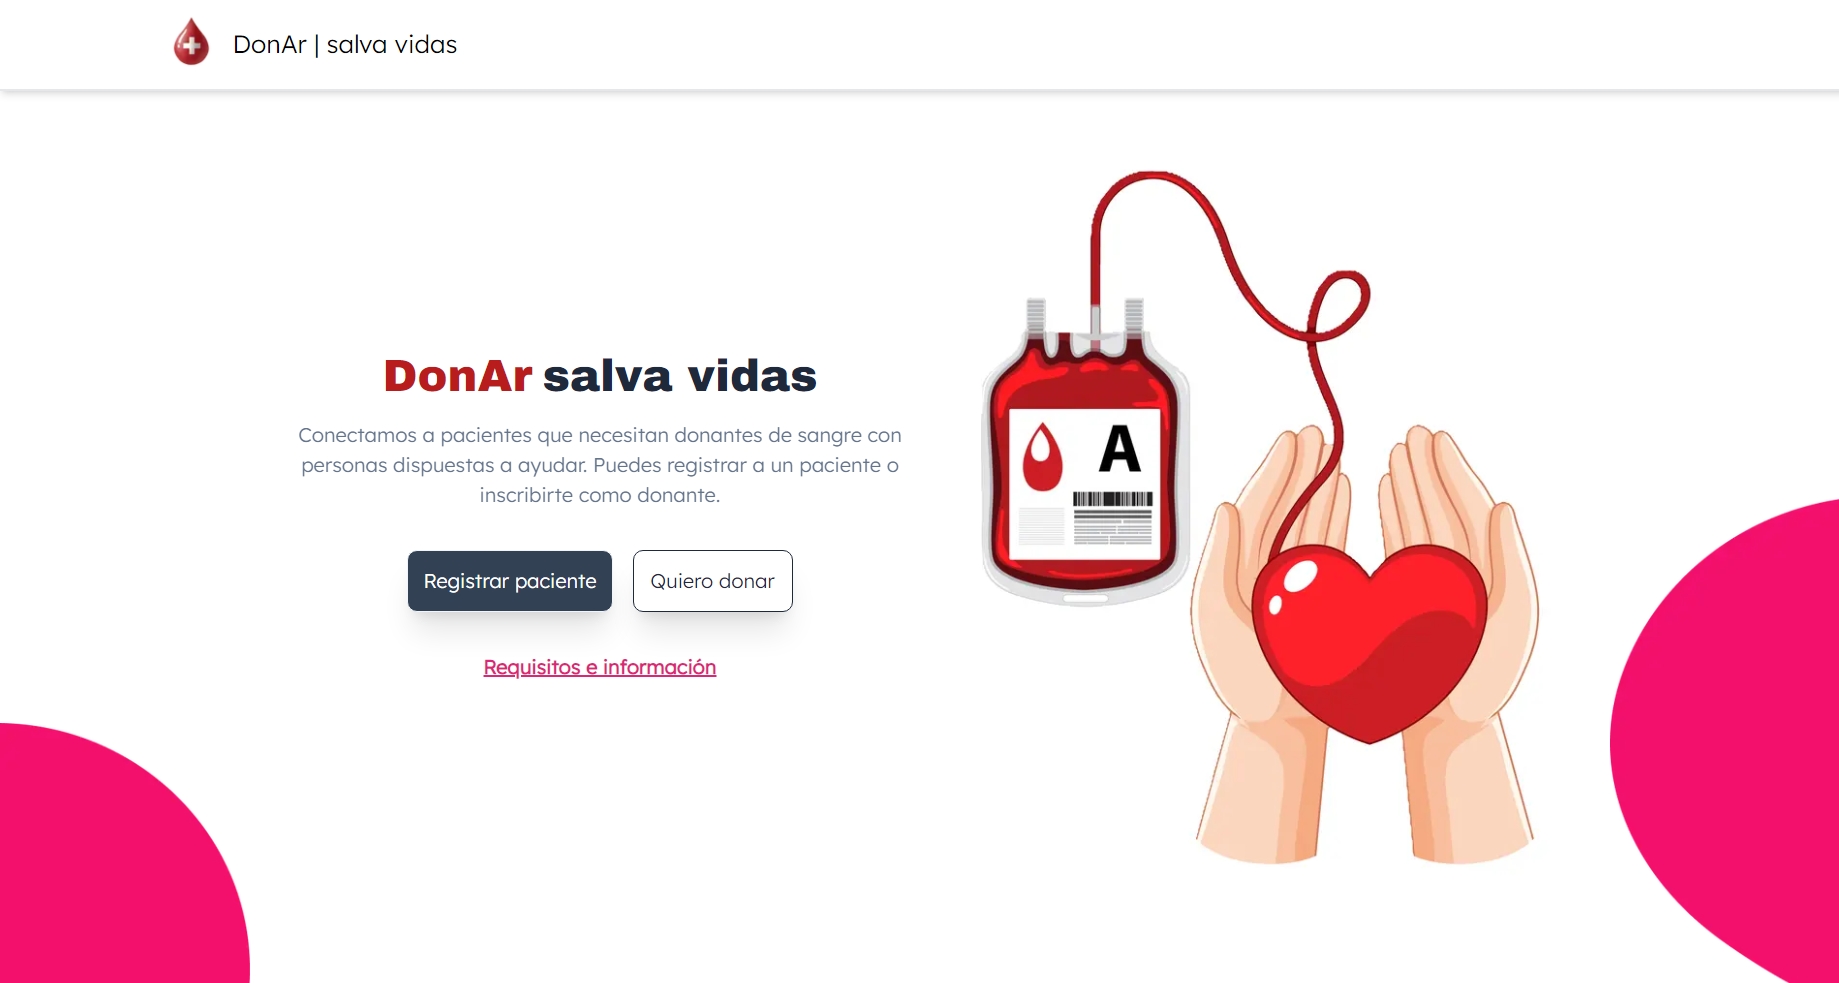 DonAr | salva vidas
DonAr salva vidas
Conectamos a pacientes que necesitan donantes de sangre con
personas dispuestas a ayudar. Puedes registrar a un paciente o
inscribirte como donante.
Registrar paciente
Quiero donar
Requisitos e información
A